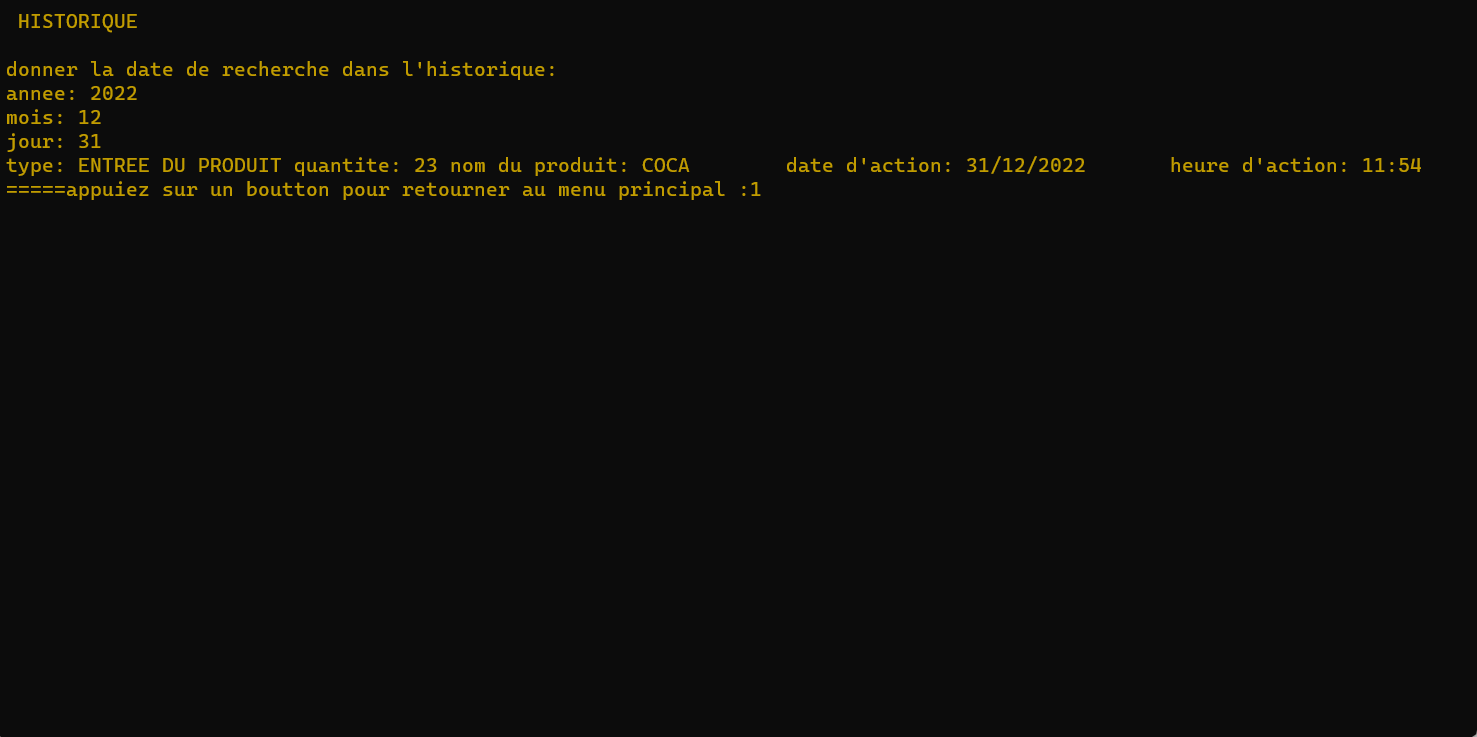 HISTORIQUE
donner la date de recherche dans l'historique:
annee: 2022
mois: 12
jour: 31
type: ENTREE DU PRODUIT quantite: 23 nom du produit: COCA        date d'action: 31/12/2022       heure d'action: 11:54
=====appuiez sur un boutton pour retourner au menu principal :1